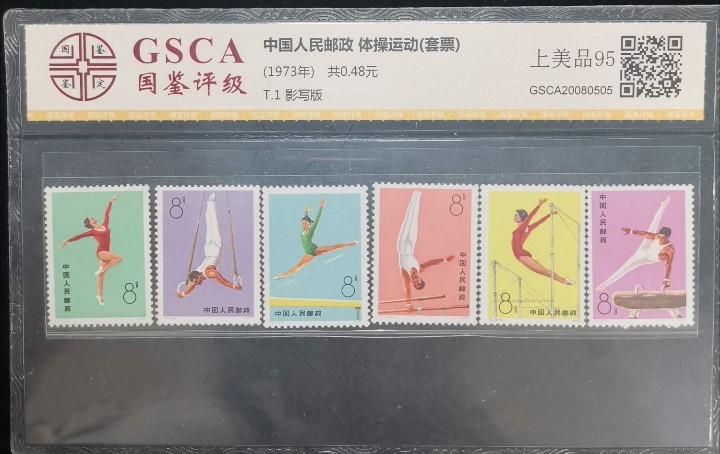 国鉴
鉴定
GSCA
国鉴评级
中国人民邮政 体操运动(套票)
(1973年) 共0.48元
T.1 影写版
上美品95
GSCA20080505
中国人民邮政
8分
8分
中国人民邮政
8分
中国人民邮政
8分
中国人民邮政
8分
中国人民邮政
中国人民邮政
8分